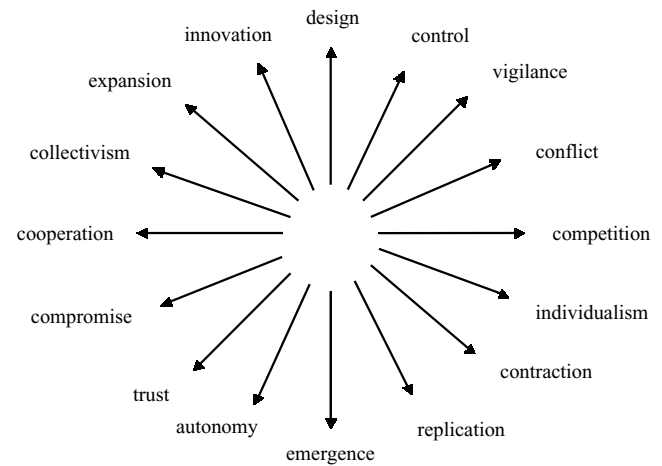 design
innovation
control
vigilance
expansion
conflict
collectivism
cooperation
competition
individualism
compromise
contraction
trust
autonomy
replication
emergence